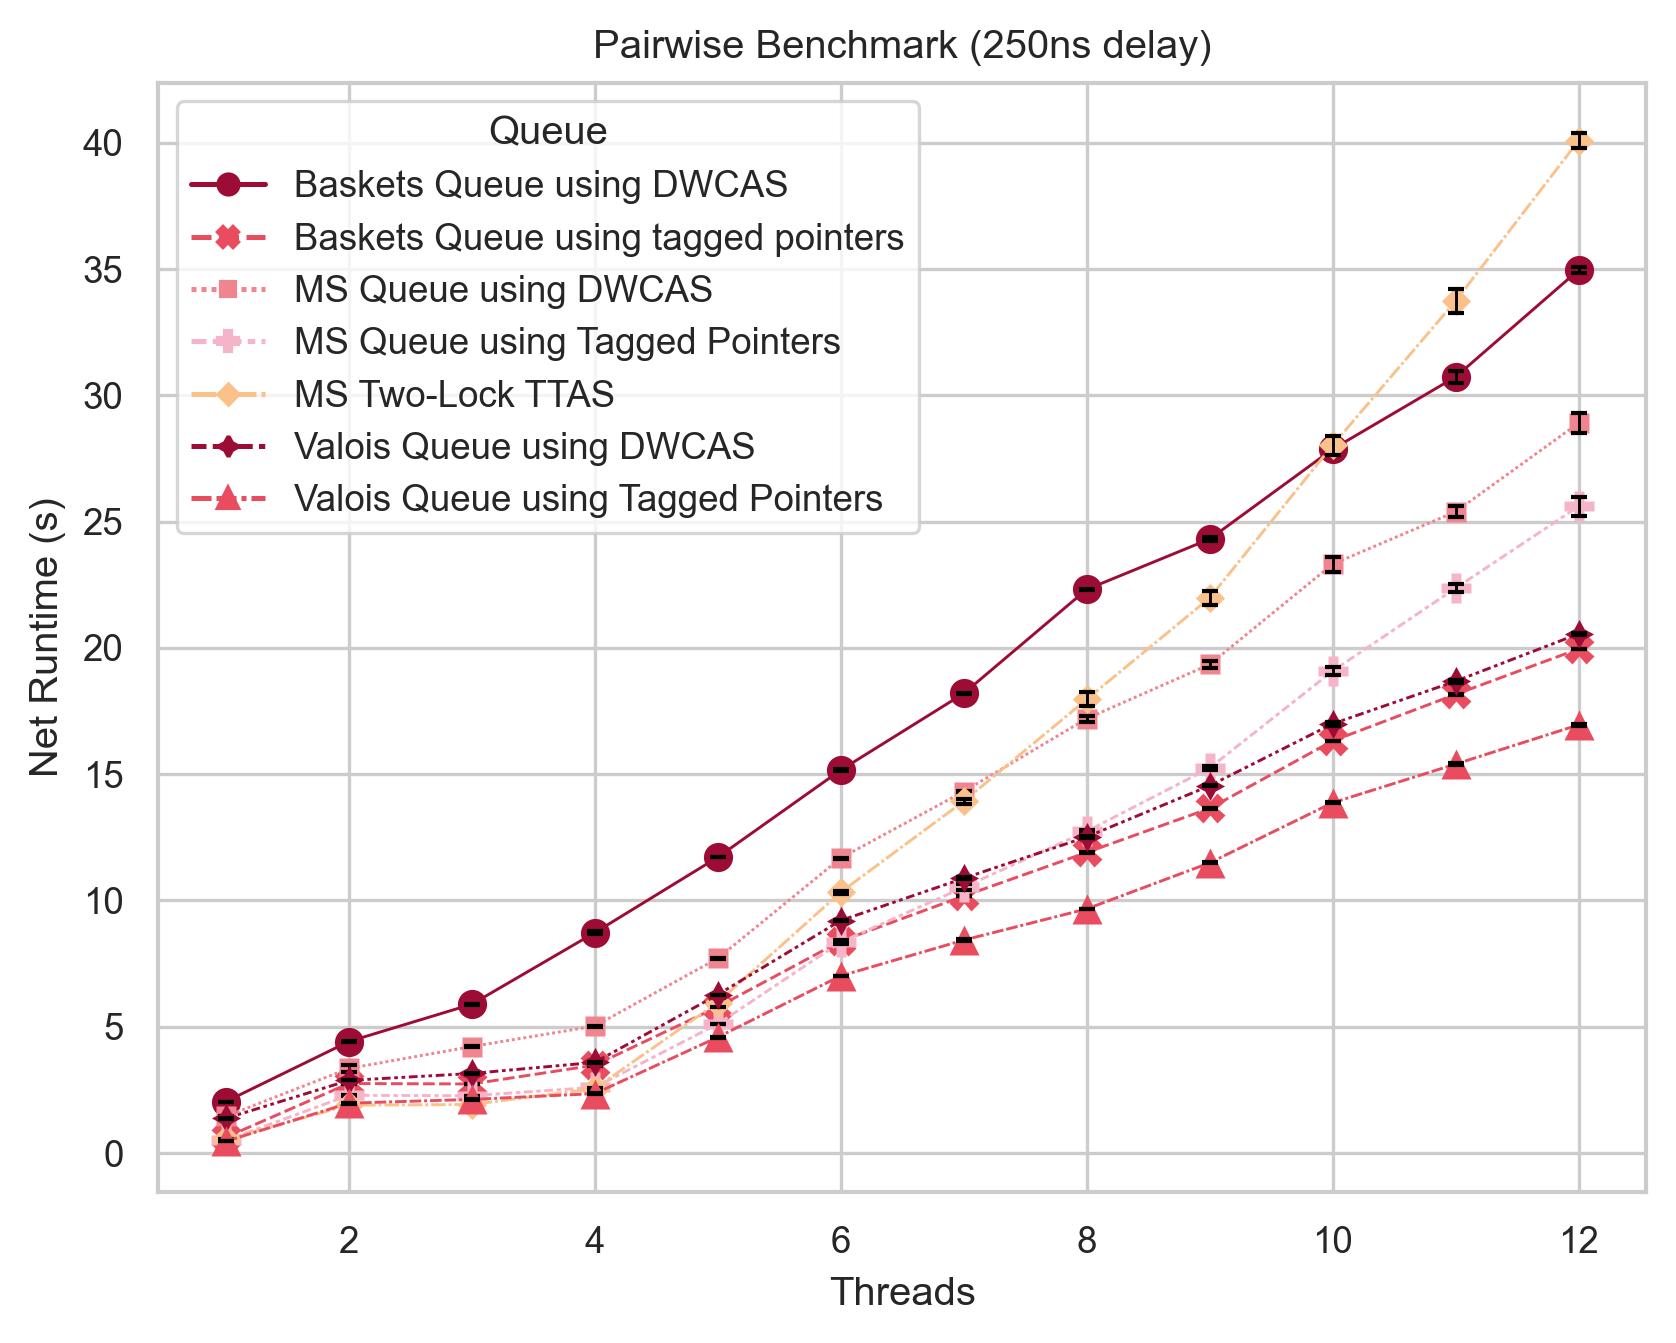 Pairwise Benchmark (250ns delay)
Queue
Baskets Queue using DWCAS
Baskets Queue using tagged pointers
MS Queue using DWCAS
MS Queue using Tagged Pointers
MS Two-Lock TTAS
Valois Queue using DWCAS
Valois Queue using Tagged Pointers
Net Runtime (s)
40
35
30
25
20
15
10
5
0
2 4 6 8 10 12
Threads